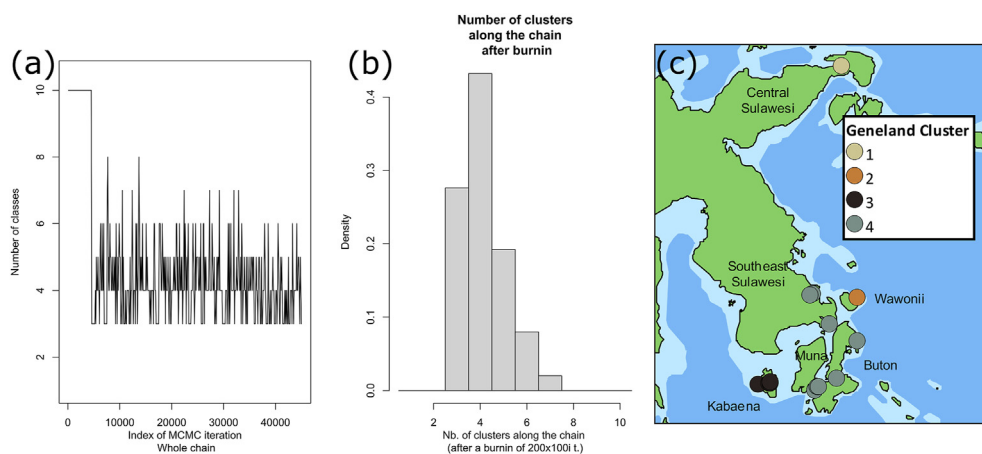 (a)
10
8
6
4
2
Number of classes
0
10000
20000
30000
40000
Index of MCMC iteration
Whole chain
(b)
Number of clusters
along the chain
after burnin
0.4
0.3
0.2
0.1
0.0
Density
2
4
6
8
10
Nb. of clusters along the chain
(after a burnin of 200x100i t.)
(c)
Central
Sulawesi
Geneland Cluster
1
2
3
4
Southeast
Sulawesi
Wawonii
Muna
Buton
Kabaena